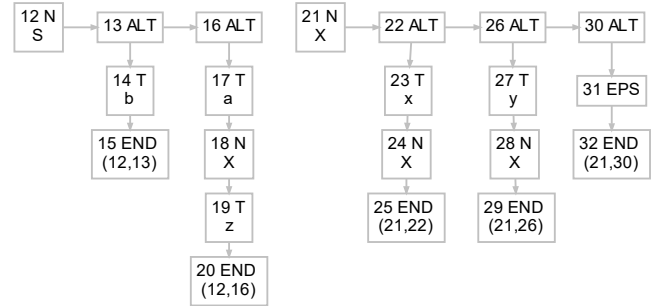 12 N
S
13 ALT
16 ALT
14 T
b
15 END
(12,13)
17 T
a
18 N
X
19 T
z
20 END
(12,16)
21 N
X
22 ALT
26 ALT
30 ALT
23 T
x
24 N
X
25 END
(21,22)
27 T
y
28 N
X
29 END
(21,26)
31 EPS
32 END
(21,30)